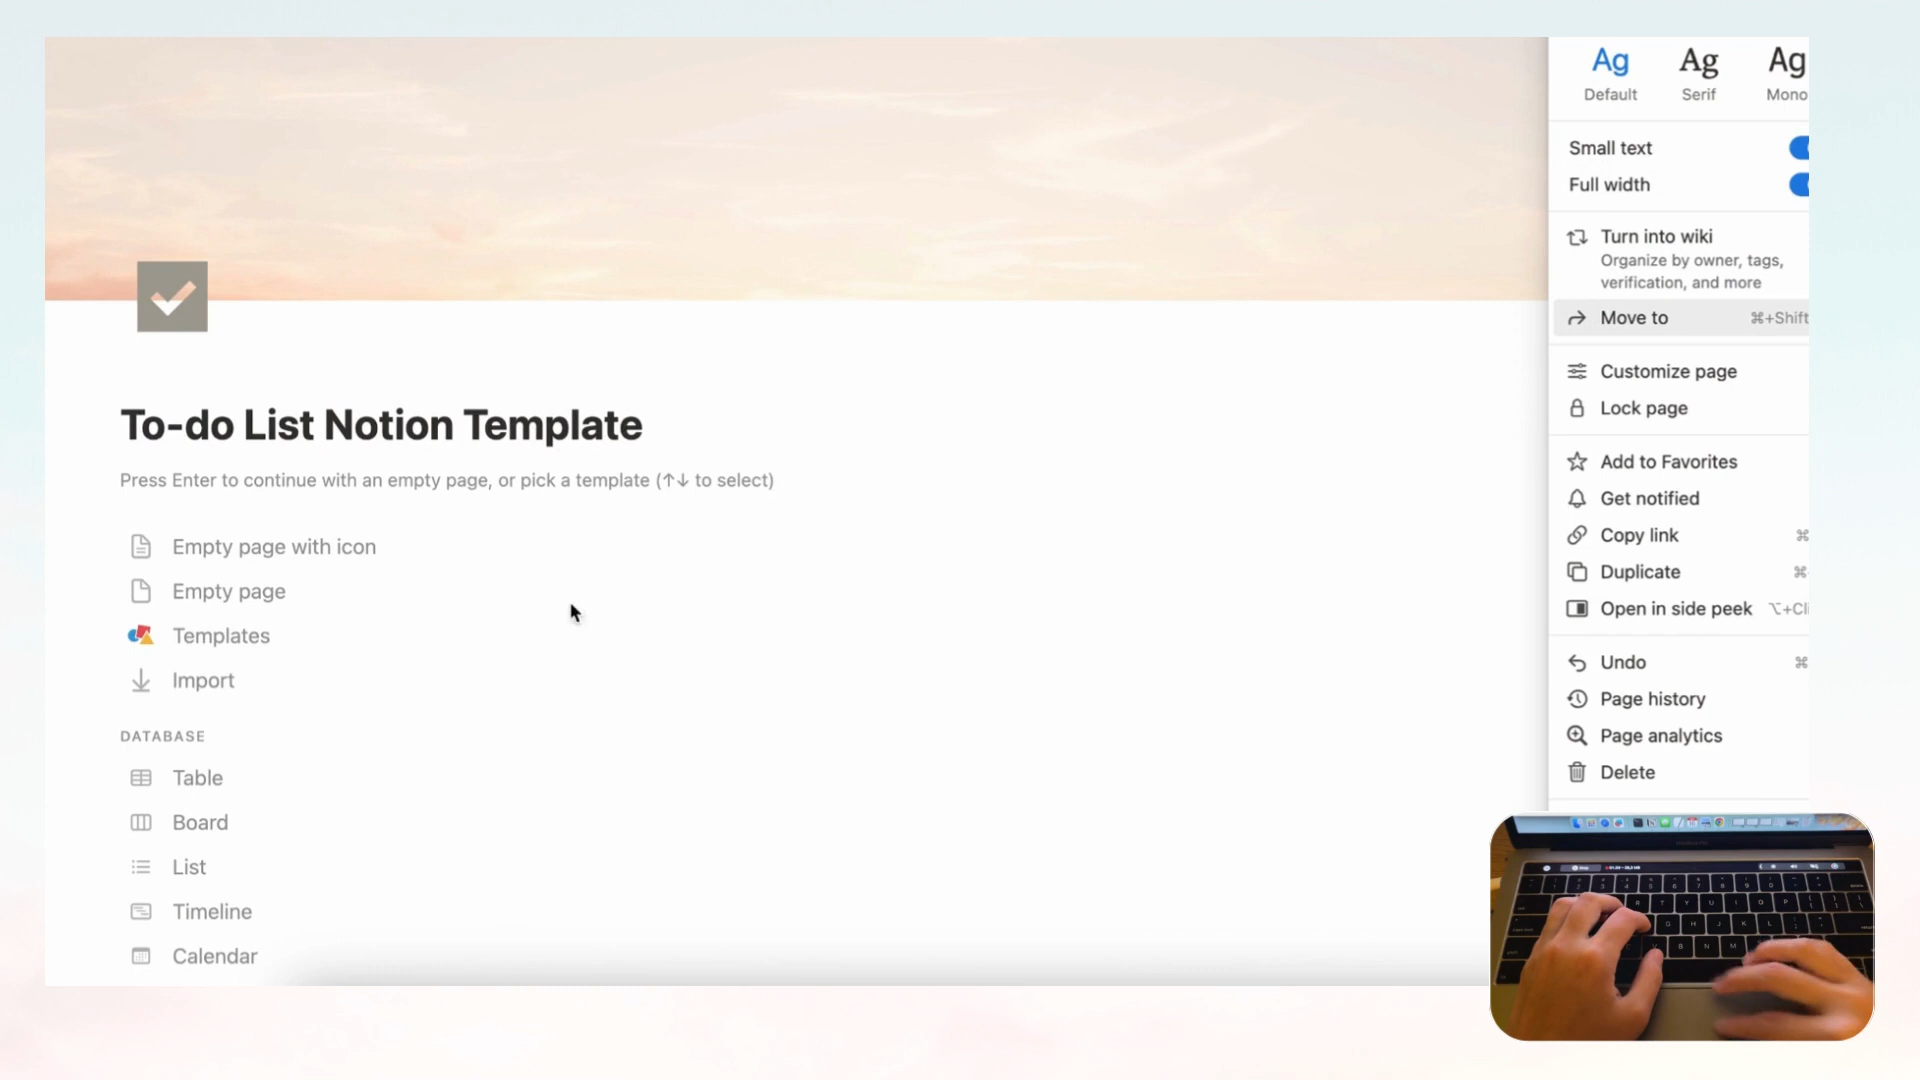 To-do List Notion Template
Press Enter to continue with an empty page, or pick a template (↑↓ to select)
Empty page with icon
Empty page
Templates
Import
DATABASE
Table
Board
List
Timeline
Calendar
Ag Ag Ag
Default Serif Mono
Small text
Full width
Turn into wiki
Organize by owner, tags,
verification, and more
Move to ⌘+Shift
Customize page
Lock page
Add to Favorites
Get notified
Copy link ⌘
Duplicate ⌘
Open in side peek ⌥+Cli
Undo ⌘
Page history
Page analytics
Delete